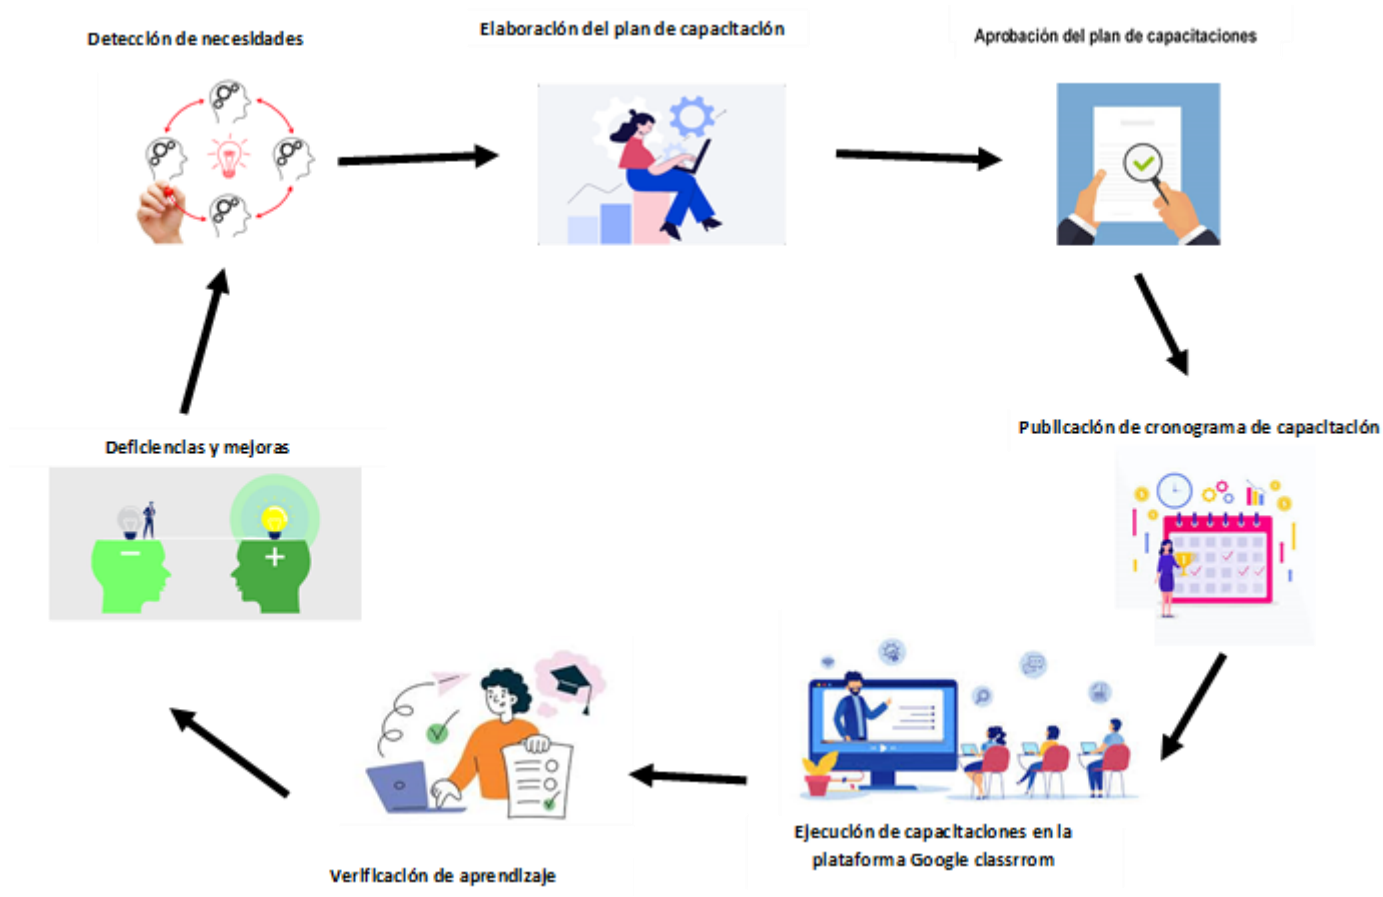 Detección de necesidades
Elaboración del plan de capacitación
Aprobación del plan de capacitaciones
Publicación de cronograma de capacitación
Ejecución de capacitaciones en la
plataforma Google classrrom
Verificación de aprendizaje
Deficiencias y mejoras